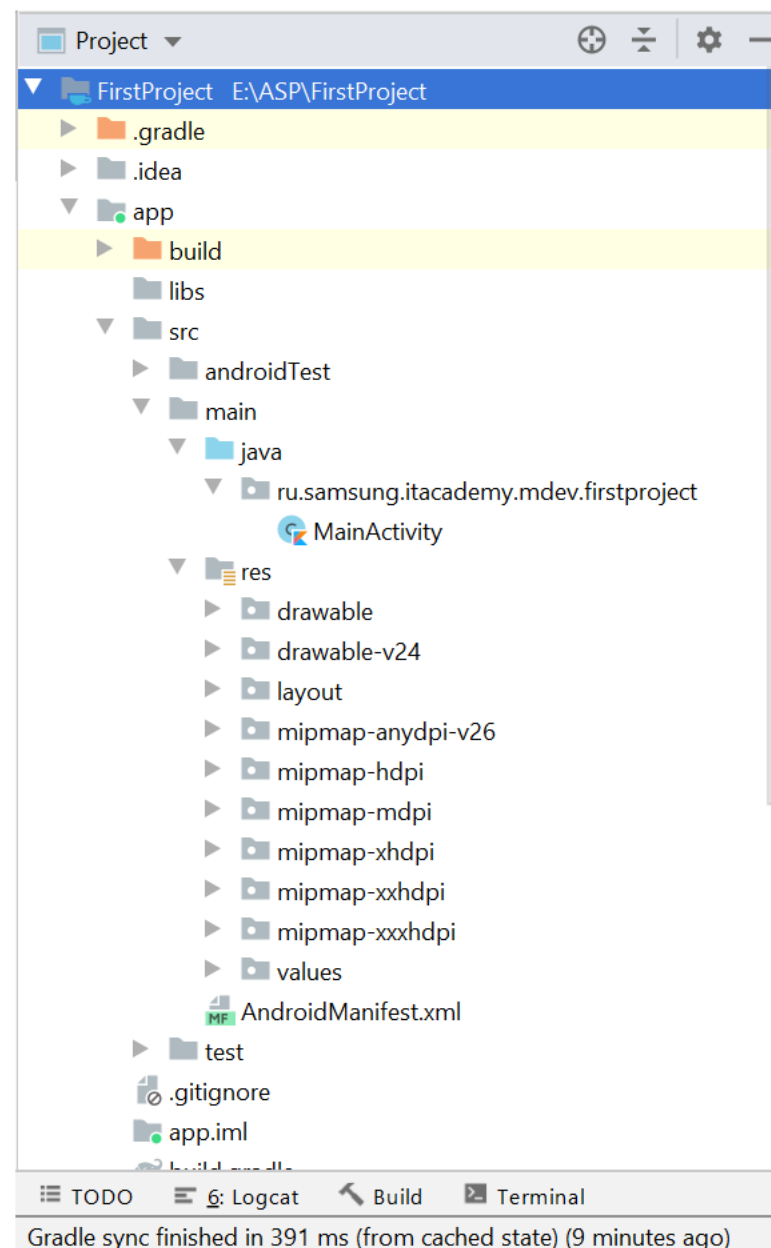 Project
FirstProject E:\ASP\FirstProject
.gradle
.idea
app
build
libs
src
androidTest
main
java
ru.samsung.itacademy.mdev.firstproject
MainActivity
res
drawable
drawable-v24
layout
mipmap-anydpi-v26
mipmap-hdpi
mipmap-mdpi
mipmap-xhdpi
mipmap-xxhdpi
mipmap-xxxhdpi
values
MF AndroidManifest.xml
test
.gitignore
app.iml
build.gradle
TODO 6: Logcat Build Terminal
Gradle sync finished in 391 ms (from cached state) (9 minutes ago)